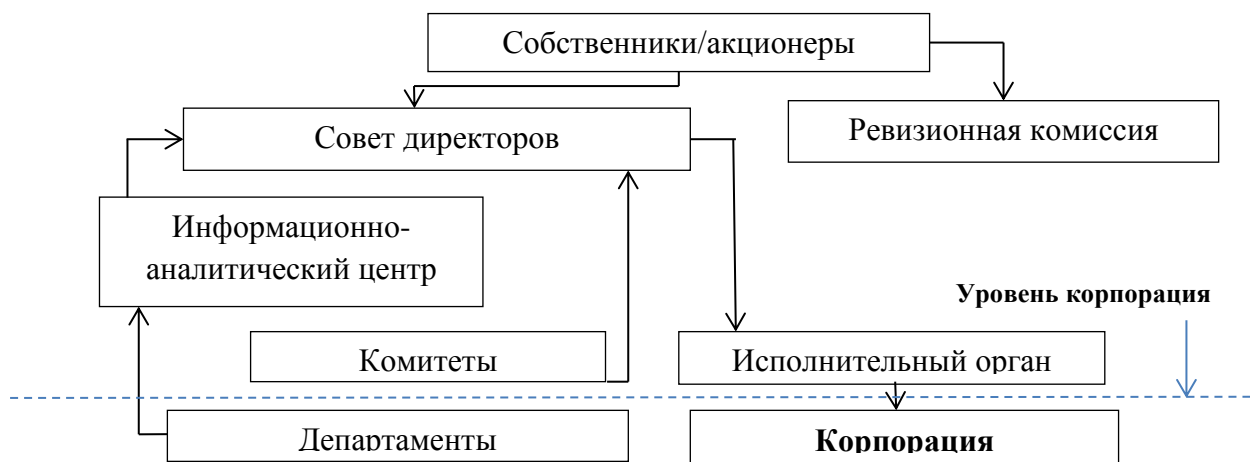 Собственники/акционеры
Совет директоров
Ревизионная комиссия
Информационно-
аналитический центр
Уровень корпорация
Комитеты
Исполнительный орган
Департаменты
Корпорация